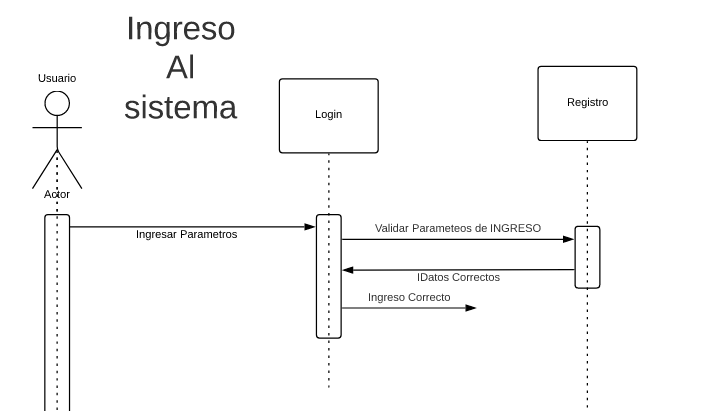 Ingreso
Al
sistema
Usuario
Actor
Login
Registro
Ingresar Parametros
Validar Parameteos de INGRESO
IDatos Correctos
Ingreso Correcto